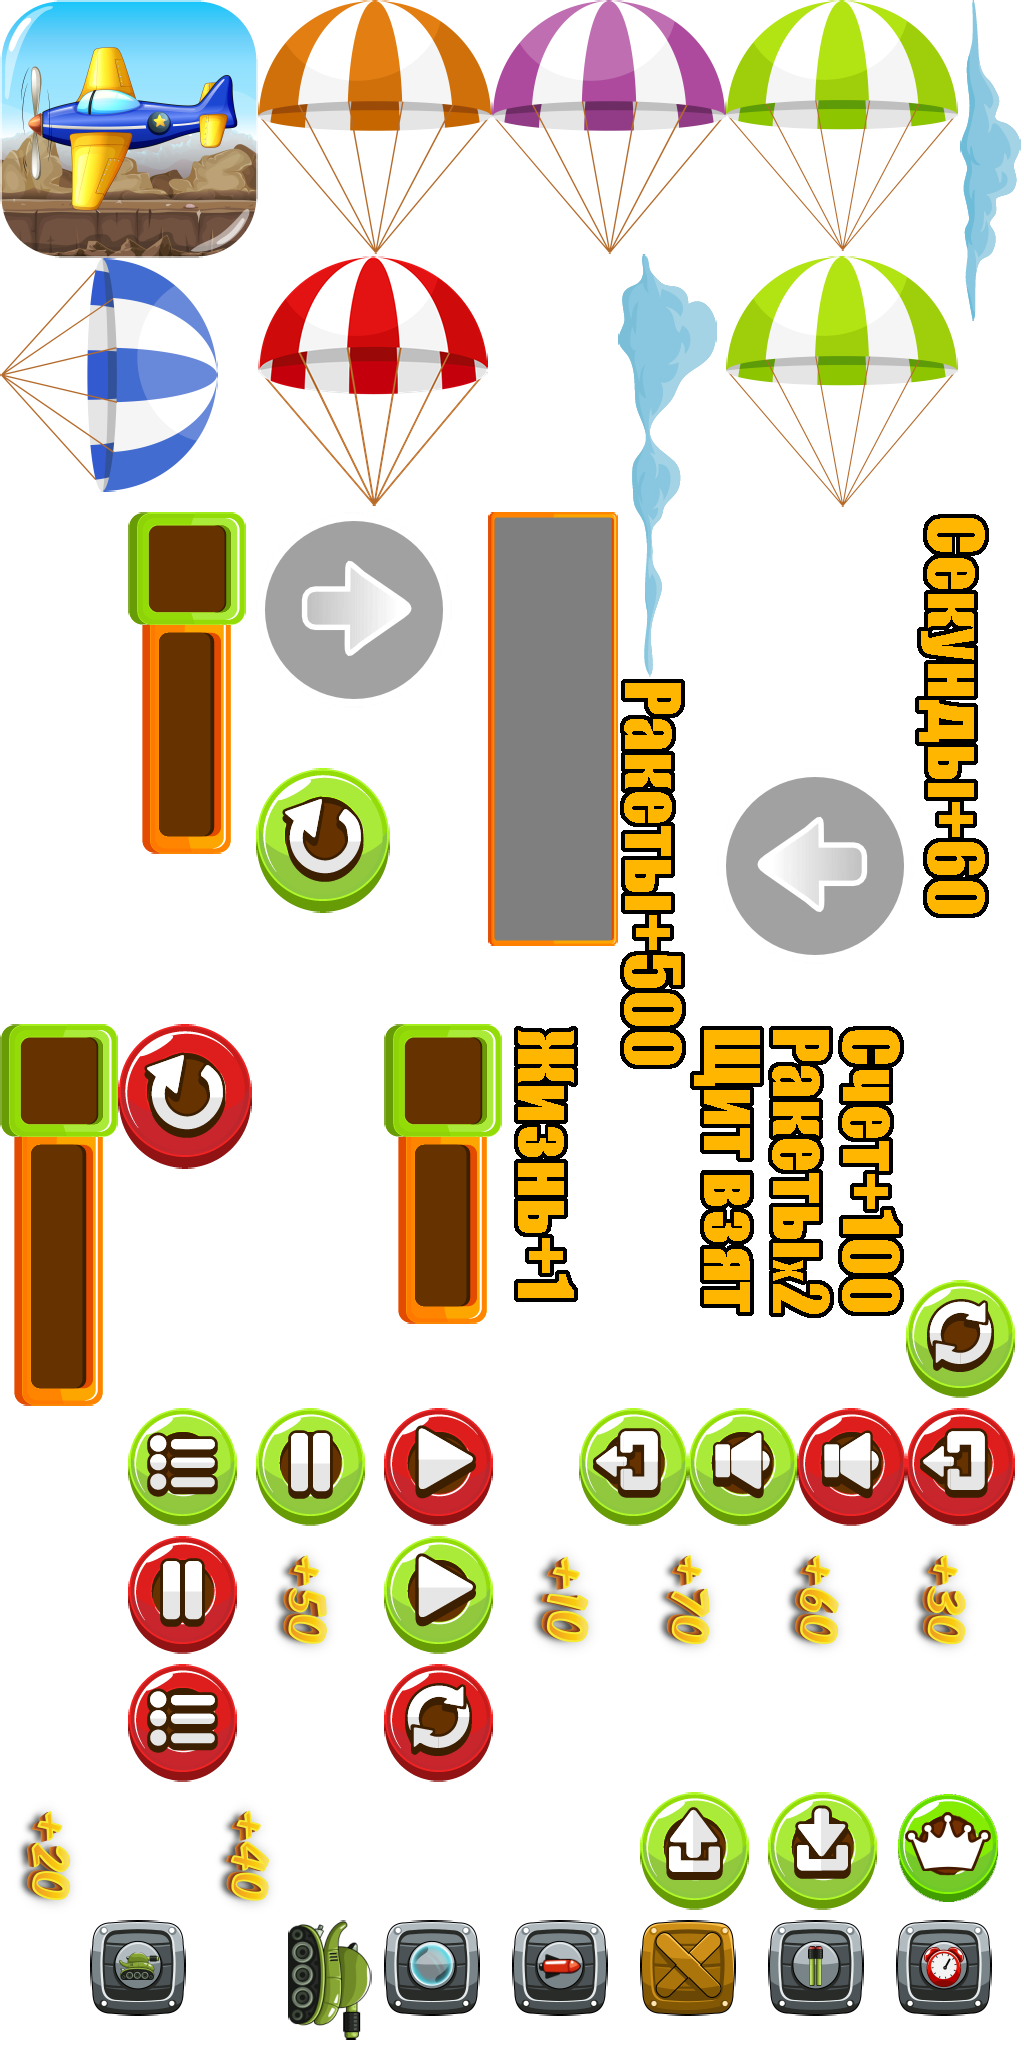 Секунды+60
Ракеты+500
Жизнь+1
Щит взят
Ракетыx2
Счет+100
+50
+10
+70
+60
+30
+20
+40